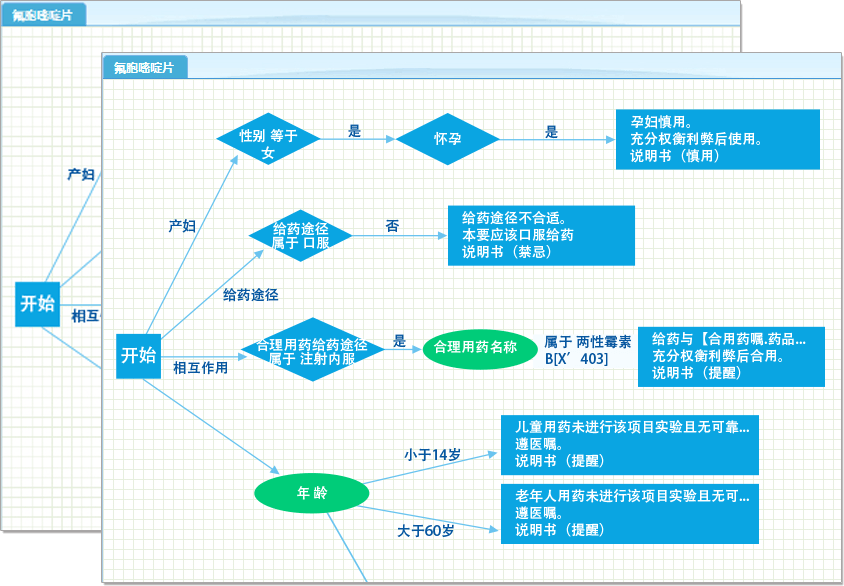 氟胞嘧啶片
产妇
开始
相互
氟胞嘧啶片
性别 等于
女
是
怀孕
是
孕妇慎用。
充分权衡利弊后使用。
说明书（慎用）
产妇
给药途径
属于 口服
否
给药途径不合适。
本要应该口服给药
说明书（禁忌）
给药途径
开始
相互作用
合理用药给药途径
属于 注射内服
是
合理用药名称
属于 两性霉素
B[X′ 403]
给药与【合用药嘱.药品...
充分权衡利弊后合用。
说明书（提醒）
年 龄
小于14岁
儿童用药未进行该项目实验且无可靠...
遵医嘱。
说明书（提醒）
大于60岁
老年人用药未进行该项目实验且无可...
遵医嘱。
说明书（提醒）